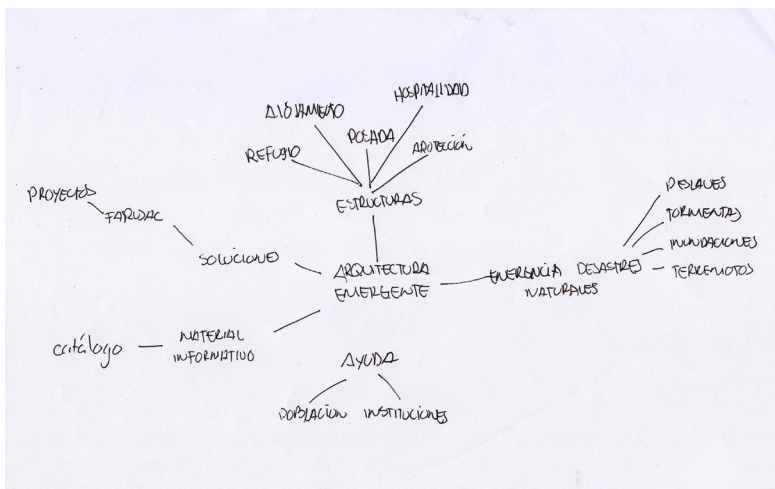 HOSPITALIDAD
ALOJAMIENTO
POSADA
REFUGIO
PROTECCIÓN
ESTRUCTURAS
DESLAVES
TORMENTAS
INUNDACIONES
TERREMOTOS
PROYECTOS
SOLUCIONES
ARQUITECTURA
EMERGENTE
EMERGENCIA DESASTRES
NATURALES
catálogo
MATERIAL
INFORMATIVO
AYUDA
POBLACIÓN INSTITUCIONES